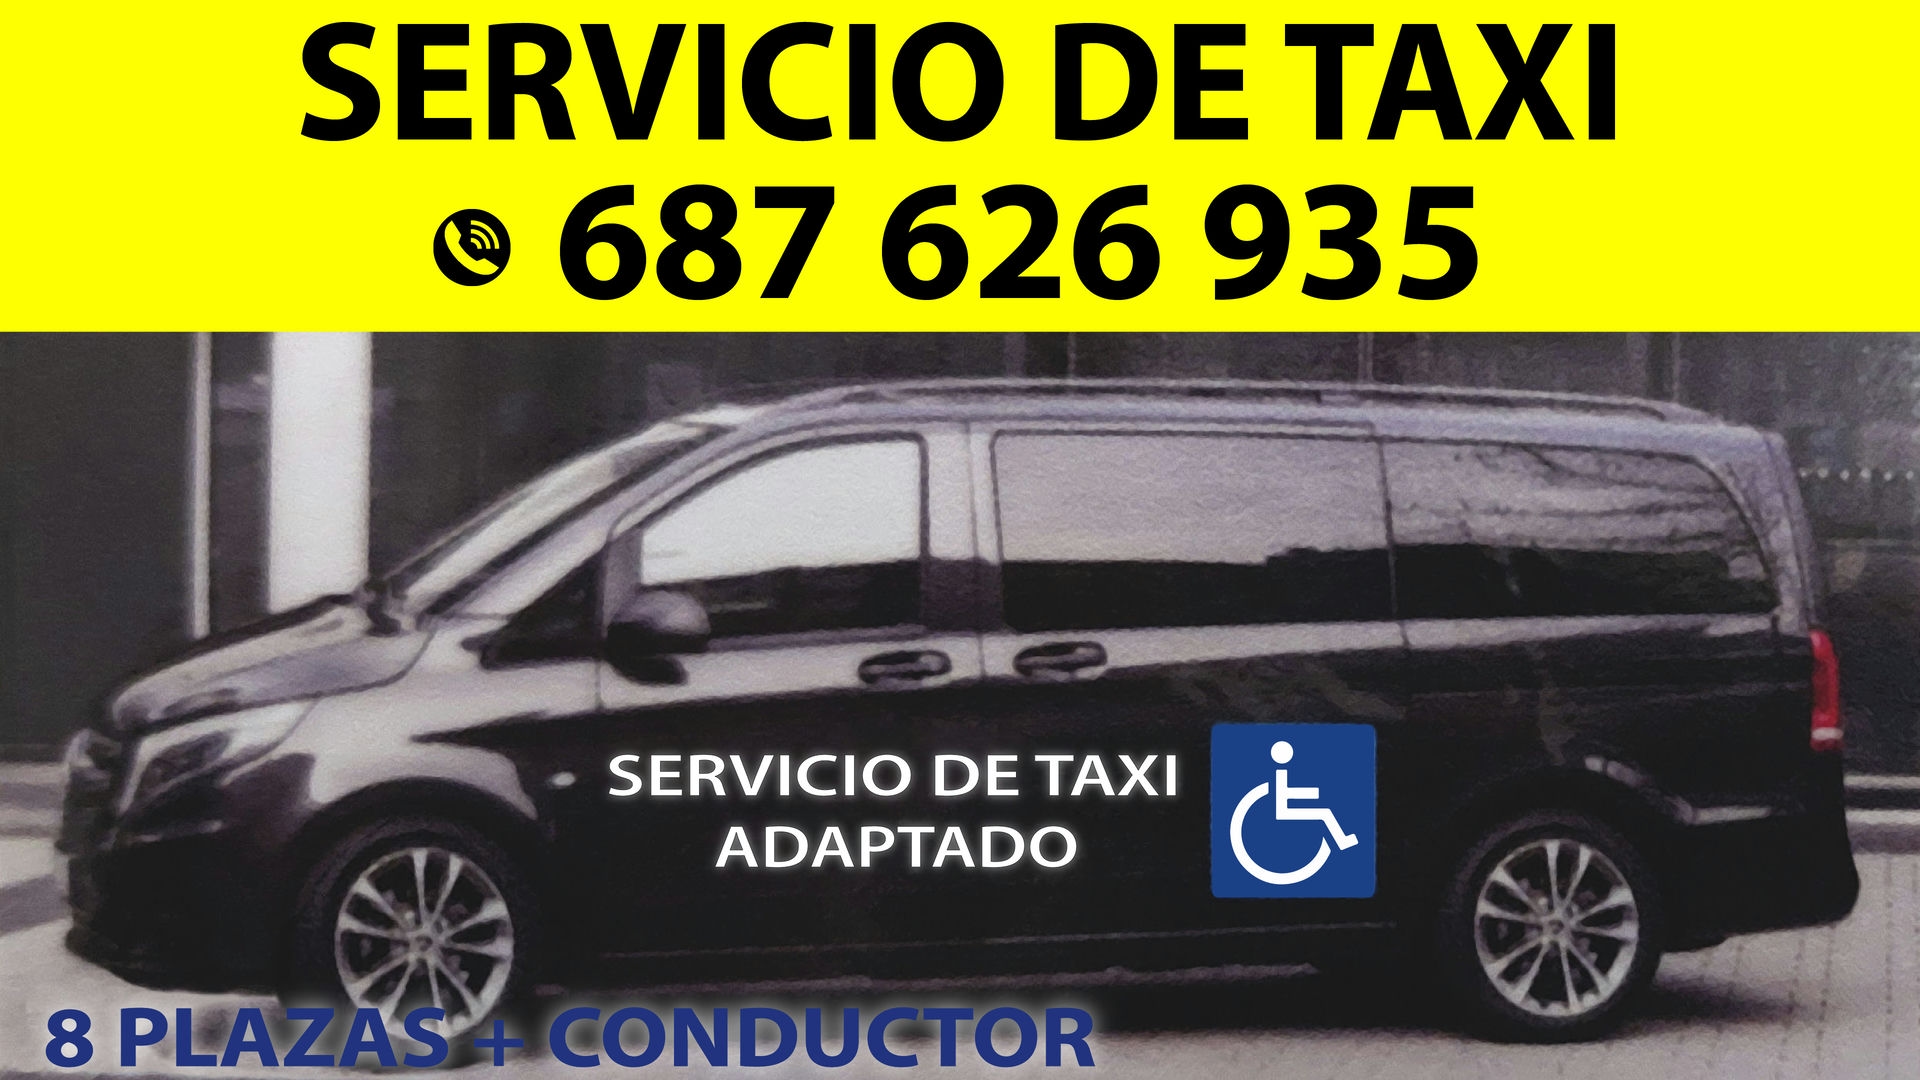 SERVICIO DE TAXI
687 626 935
SERVICIO DE TAXI
ADAPTADO
8 PLAZAS + CONDUCTOR